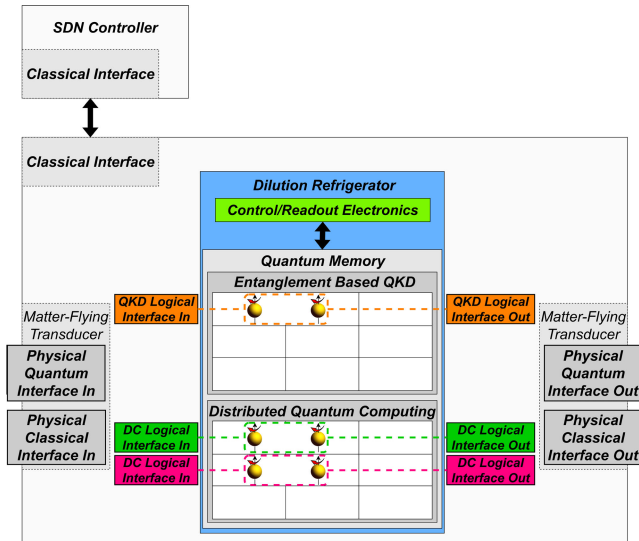 SDN Controller
Classical Interface
Classical Interface
Dilution Refrigerator
Control/Readout Electronics
Quantum Memory
Entanglement Based QKD
QKD Logical
Interface In
QKD Logical
Interface Out
Matter-Flying
Transducer
Physical
Quantum
Interface In
Physical
Classical
Interface In
Matter-Flying
Transducer
Physical
Quantum
Interface Out
Physical
Classical
Interface Out
Distributed Quantum Computing
DC Logical
Interface In
DC Logical
Interface Out
DC Logical
Interface In
DC Logical
Interface Out